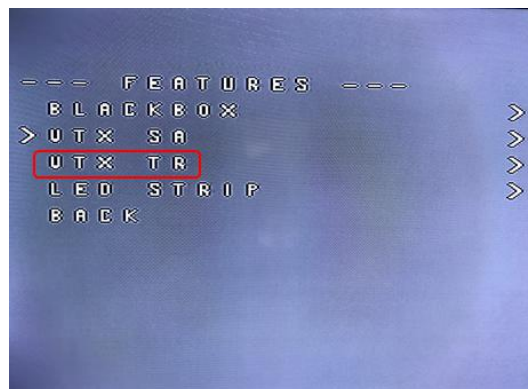 --- FEATURES ---
BLACKBOX >
> VTX SA >
VTX TR >
LED STRIP >
BACK